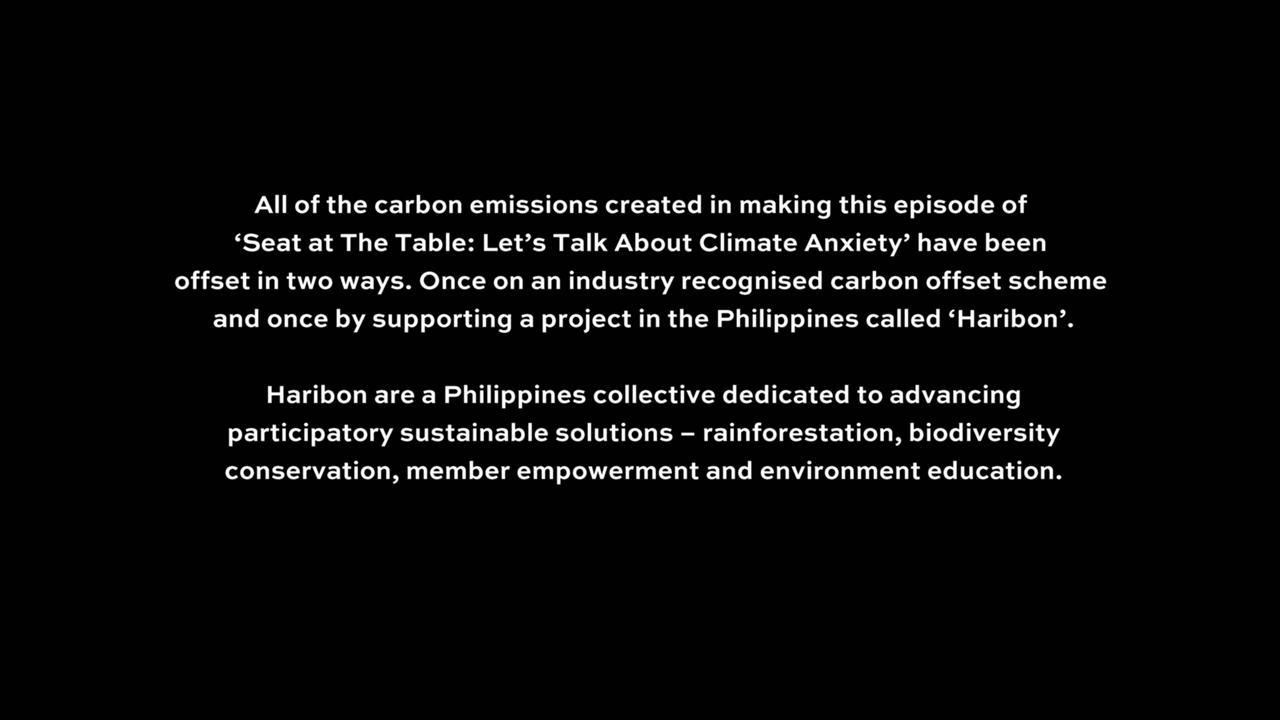 All of the carbon emissions created in making this episode of
‘Seat at The Table: Let’s Talk About Climate Anxiety’ have been
offset in two ways. Once on an industry recognised carbon offset scheme
and once by supporting a project in the Philippines called ‘Haribon’.
Haribon are a Philippines collective dedicated to advancing
participatory sustainable solutions – rainforestation, biodiversity
conservation, member empowerment and environment education.